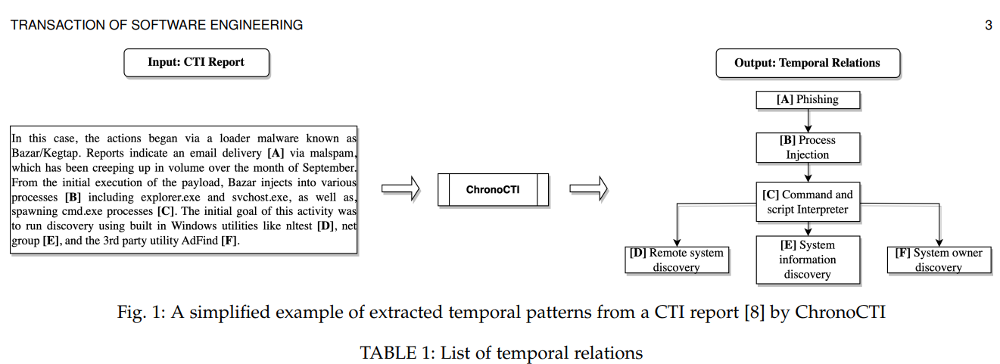 TRANSACTION OF SOFTWARE ENGINEERING
3
Input: CTI Report
In this case, the actions began via a loader malware known as
Bazar/Kegtap. Reports indicate an email delivery [A] via malspam,
which has been creeping up in volume over the month of September.
From the initial execution of the payload, Bazar injects into various
processes [B] including explorer.exe and svchost.exe, as well as,
spawning cmd.exe processes [C]. The initial goal of this activity was
to run discovery using built in Windows utilities like nltest [D], net
group [E], and the 3rd party utility AdFind [F].
ChronoCTI
Output: Temporal Relations
[A] Phishing
[B] Process
Injection
[C] Command and
script Interpreter
[D] Remote system
discovery
[E] System
information
discovery
[F] System owner
discovery
Fig. 1: A simplified example of extracted temporal patterns from a CTI report [8] by ChronoCTI
TABLE 1: List of temporal relations